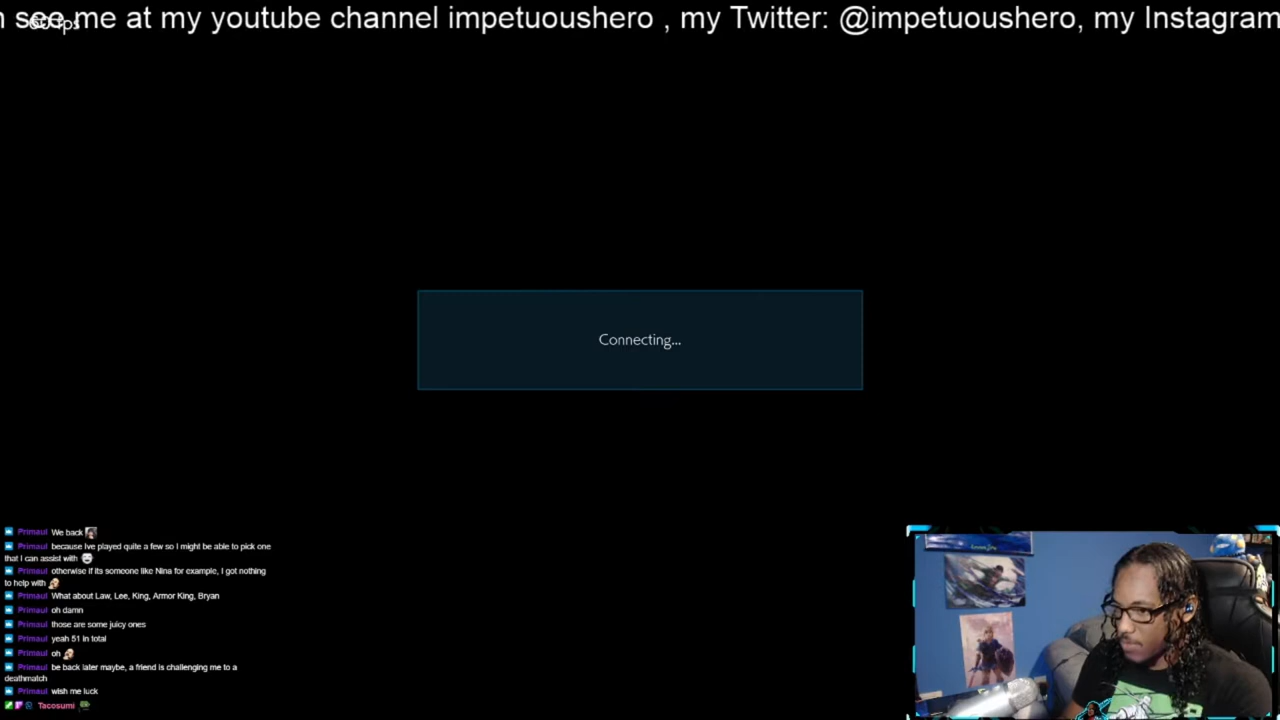 see me at my youtube channel impetuoushero , my Twitter: @impetuoushero, my Instagram
Connecting...
Primaul We back
Primaul because Ive played quite a few so I might be able to pick one
that I can assist with
Primaul otherwise if its someone like Nina for example, I got nothing
to help with
Primaul What about Law, Lee, King, Armor King, Bryan
Primaul oh damn
Primaul those are some juicy ones
Primaul yeah 51 in total
Primaul oh
Primaul be back later maybe, a friend is challenging me to a
deathmatch
Primaul wish me luck
Tacosumi